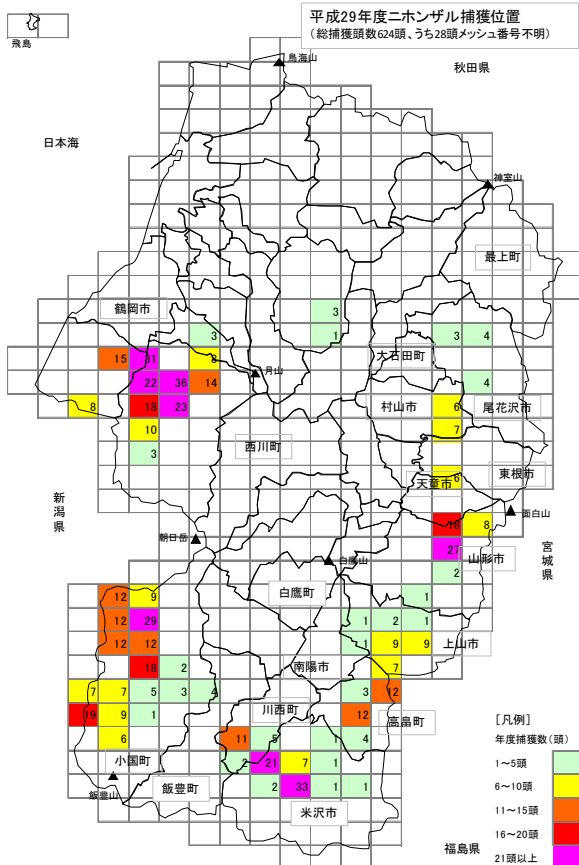 平成29年度ニホンザル捕獲位置
（総捕獲頭数624頭、うち28頭メッシュ番号不明）
飛島
鳥海山
秋田県
日本海
神室山
最上町
鶴岡市
3
3 1 1 3 4
大石田町
15 31 8
月山
22 36 14 4
8 18 23 村山市 6 尾花沢市
10 7
西川町
3
東根市
天童市 6
新潟県
面白山
18 8
朝日岳
27 宮城県
白鷹山
山形市
2
白鷹町
12 9 1
12 29 1 2 1
12 12 1 9 9 上山市
18 2 南陽市 7
7 7 5 3 4 3 12
川西町
19 9 1 12 高畠町
6 11 5 1 4
小国町
2 21 7 1
飯豊山
飯豊町
2 33 1 1
米沢市
福島県
［凡例］
年度捕獲数（頭）
1～5頭
6～10頭
11～15頭
16～20頭
21頭以上